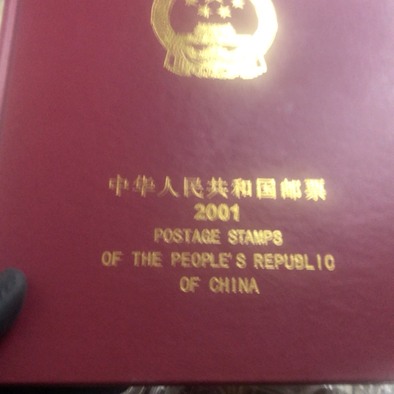 中华人民共和国邮票
2001
POSTAGE STAMPS
OF THE PEOPLE'S REPUBLIC
OF CHINA